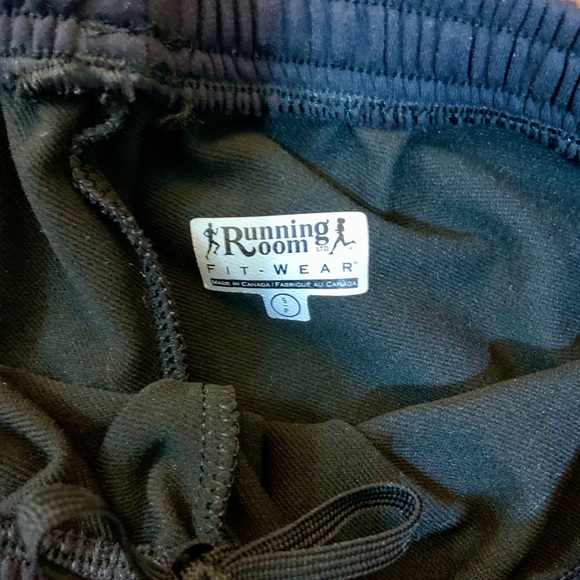 Running
Room LTD
FIT-WEAR®
MADE IN CANADA | FABRIQUÉ AU CANADA
S
P